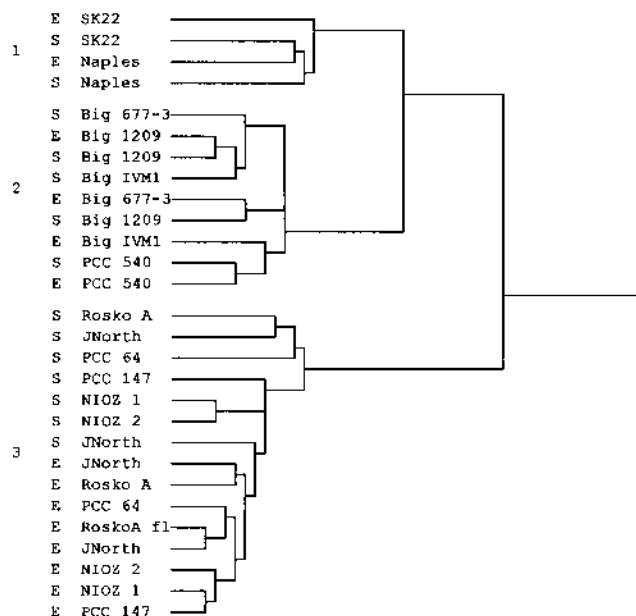 E SK22
S SK22
1
E Naples
S Naples
S Big 677-3
E Big 1209
S Big 1209
S Big IVM1
2
E Big 677-3
S Big 1209
E Big IVM1
S PCC 540
E PCC 540
S Rosko A
S JNorth
S PCC 64
S PCC 147
S NIOZ 1
S NIOZ 2
3
S JNorth
E JNorth
E Rosko A
E PCC 64
E RoskoA fl
E JNorth
E NIOZ 2
E NIOZ 1
E PCC 147